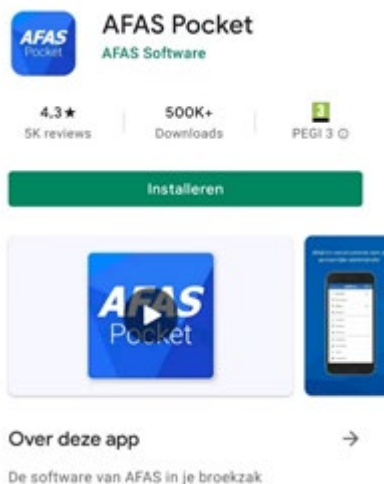 AFAS
Pocket
AFAS Pocket
AFAS Software
4.3★
5K reviews
500K+
Downloads
3
PEGI 3
Installeren
AFAS
Pocket
Over deze app
De software van AFAS in je broekzak